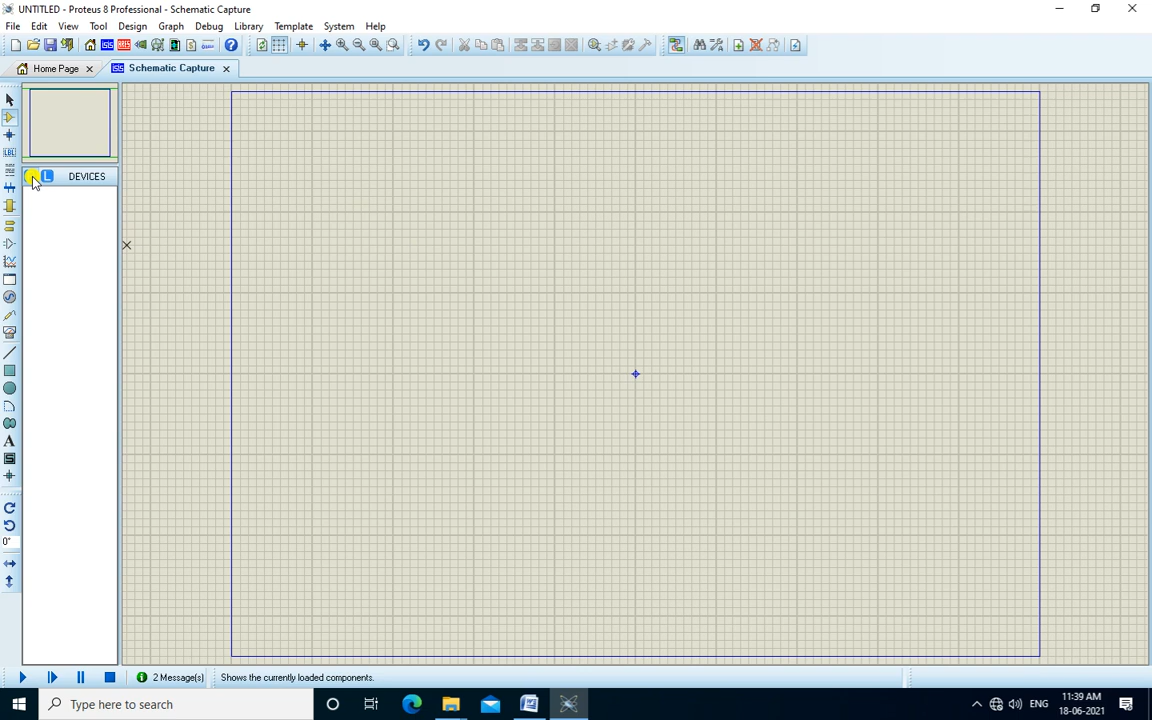 UNTITLED - Proteus 8 Professional - Schematic Capture
File Edit View Tool Design Graph Debug Library Template System Help
Home Page Schematic Capture
LBL
L DEVICES
A
S
0°
2 Message(s) Shows the currently loaded components.
Type here to search
ENG
11:39 AM
18-06-2021